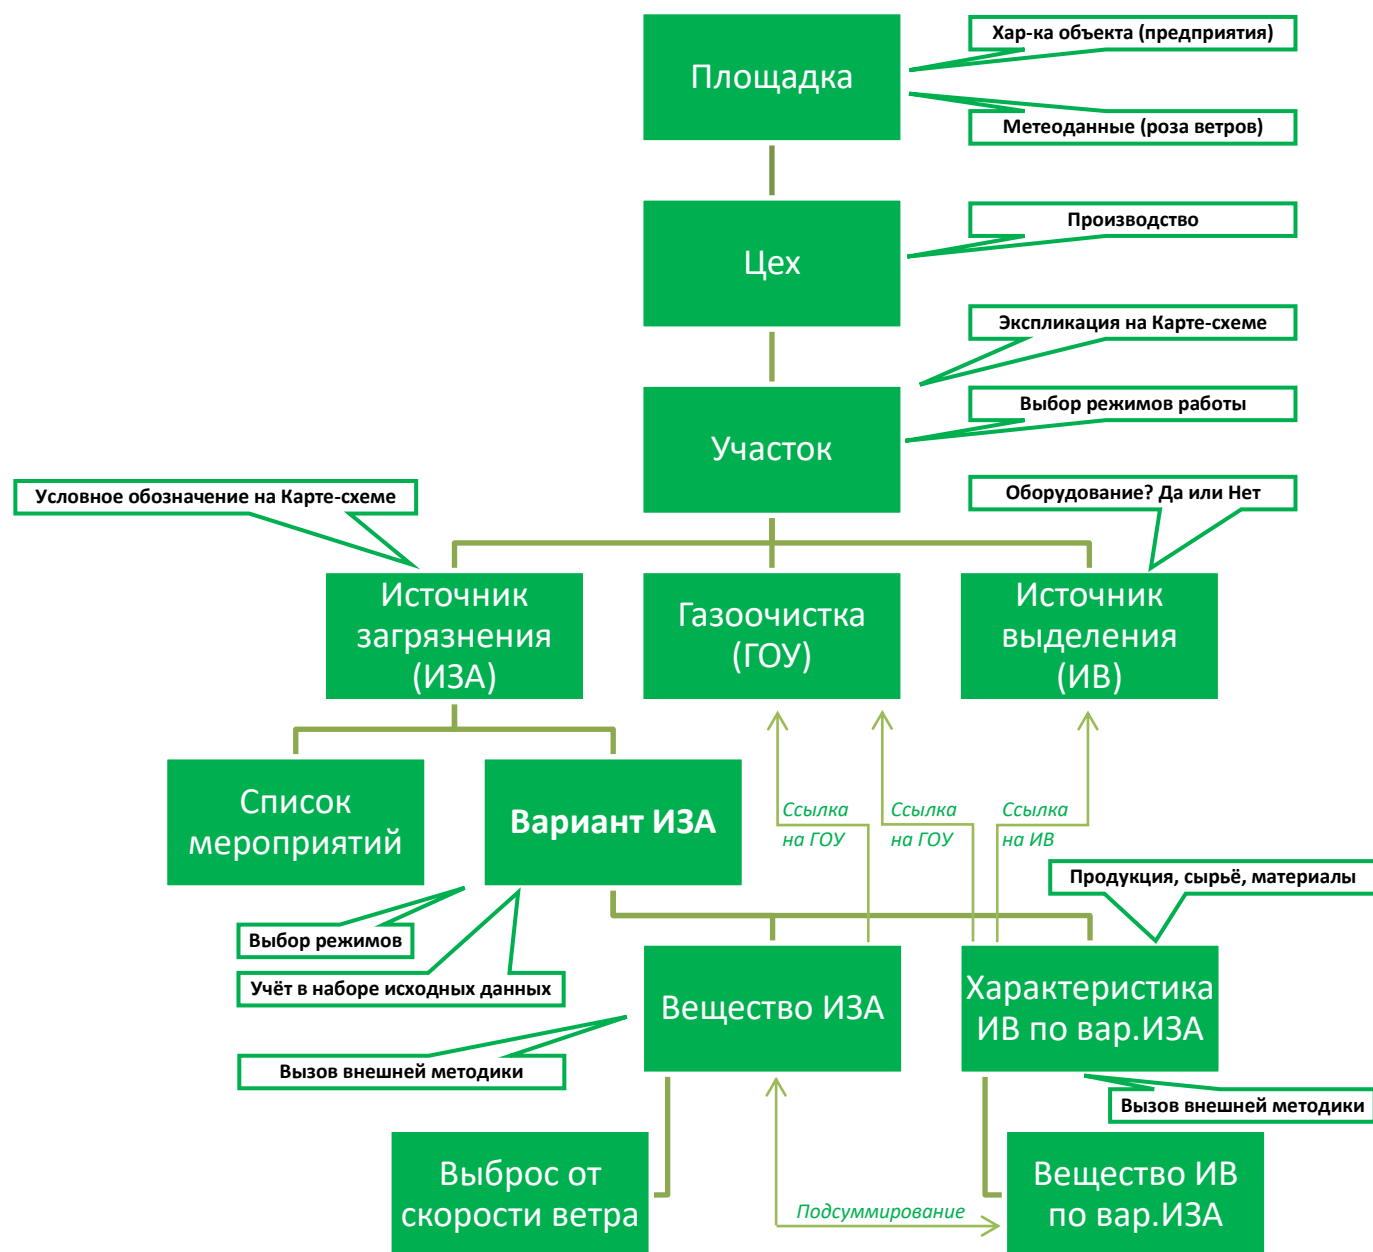 Хар-ка объекта (предприятия)
Площадка
Метеоданные (роза ветров)
Производство
Цех
Экспликация на Карте-схеме
Выбор режимов работы
Участок
Условное обозначение на Карте-схеме
Оборудование? Да или Нет
Источник
загрязнения
(ИЗА)
Газоочистка
(ГОУ)
Источник
выделения
(ИВ)
Список
мероприятий
Вариант ИЗА
Ссылка
на ГОУ
Ссылка
на ГОУ
Ссылка
на ИВ
Продукция, сырьё, материалы
Выбор режимов
Учёт в наборе исходных данных
Вещество ИЗА
Характеристика
ИВ по вар.ИЗА
Вызов внешней методики
Вызов внешней методики
Выброс от
скорости ветра
Подсуммирование
Вещество ИВ
по вар.ИЗА